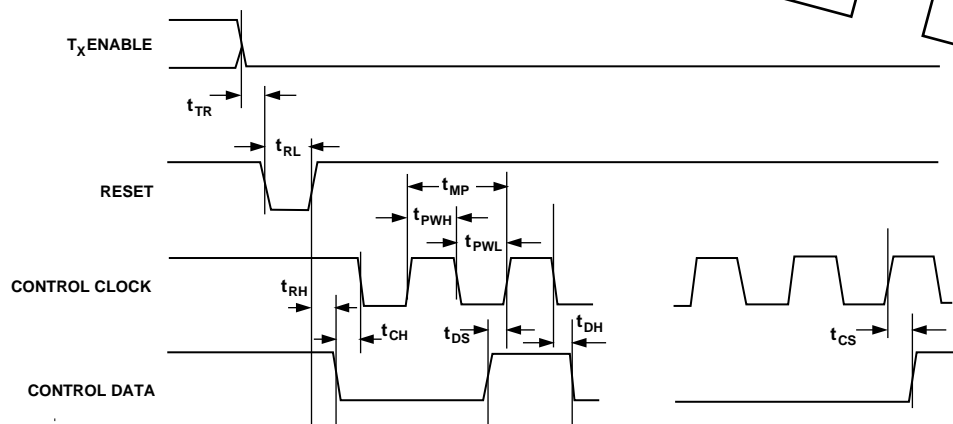 TXENABLE
tTR
tRL
RESET
tMP
tPWH
tPWL
CONTROL CLOCK
tRH
tCH
tDS
tDH
tCS
CONTROL DATA